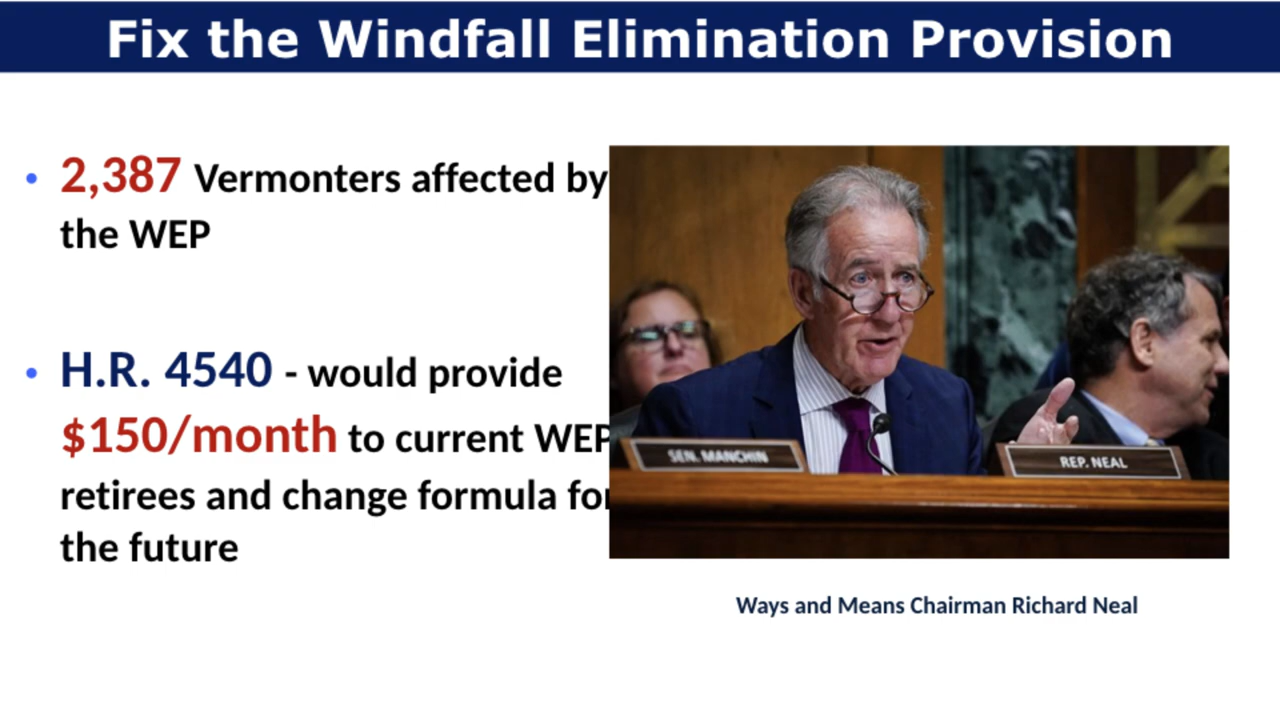 Fix the Windfall Elimination Provision
• 2,387 Vermonters affected by
the WEP
• H.R. 4540 - would provide
$150/month to current WEP
retirees and change formula for
the future
SEN. MANCHIN
REP. NEAL
Ways and Means Chairman Richard Neal